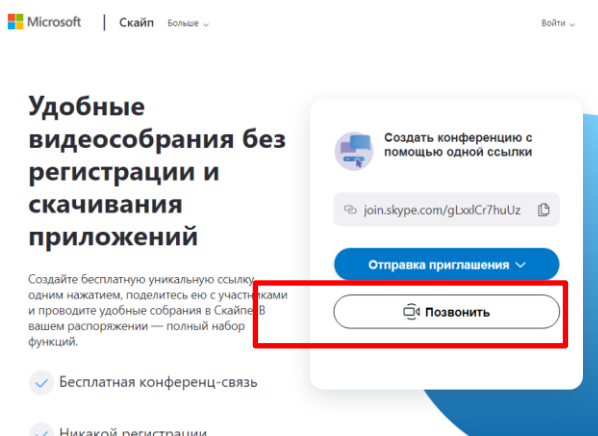 Microsoft
Скайп
Больше
Войти
Удобные
видеособрания без
регистрации и
скачивания
приложений
Создайте бесплатную уникальную ссылку
одним нажатием, поделитесь ею с участниками
и проводите удобные собрания в Скайпе. В
вашем распоряжении — полный набор
функций.
Бесплатная конференц-связь
Никакой регистрации
Создать конференцию с
помощью одной ссылки
join.skype.com/gLxxlCr7huUz
Отправка приглашения
Позвонить